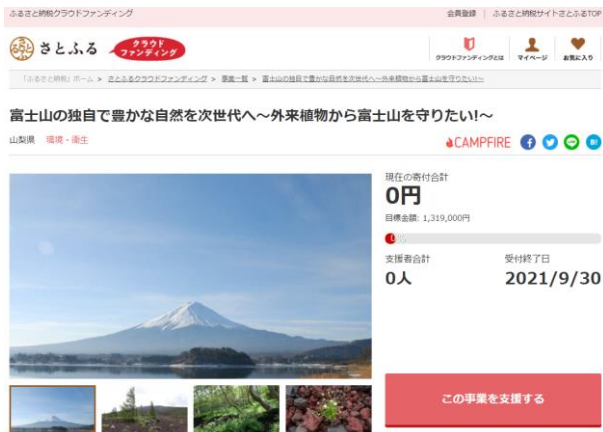 ふるさと納税クラウドファンディング
会員登録 | ふるさと納税サイトさとふるTOP
さとふる クラウドファンディング
クラウドファンディングとは マイページ お気に入り
「ふるさと納税」ホーム > さとふるクラウドファンディング > 事業一覧 > 富士山の独自で豊かな自然を次世代へ~外来植物から富士山を守りたい!~
富士山の独自で豊かな自然を次世代へ~外来植物から富士山を守りたい!~
山梨県 環境・衛生
CAMPFIRE
現在の寄付合計
0円
目標金額: 1,319,000円
支援者合計 受付終了日
0人 2021/9/30
この事業を支援する